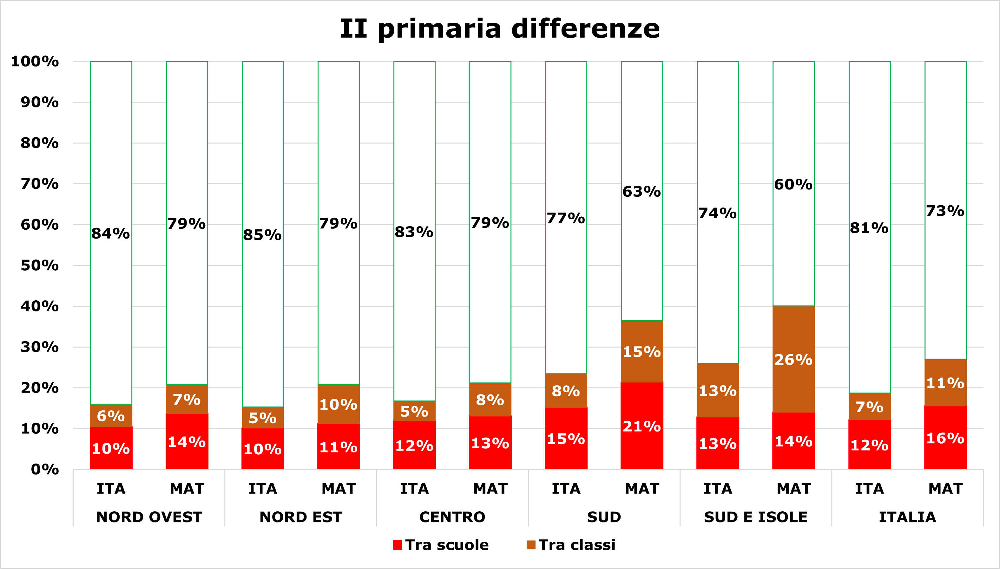 II primaria differenze
100%
90%
80%
70%
60%
50%
40%
30%
20%
10%
0%
84% 79% 85% 79% 83% 79% 77% 63% 74% 60% 81% 73%
6% 7% 5% 10% 5% 8% 8% 15% 13% 26% 7% 11%
10% 14% 10% 11% 12% 13% 15% 21% 13% 14% 12% 16%
ITA MAT ITA MAT ITA MAT ITA MAT ITA MAT ITA MAT
NORD OVEST NORD EST CENTRO SUD SUD E ISOLE ITALIA
Tra scuole Tra classi